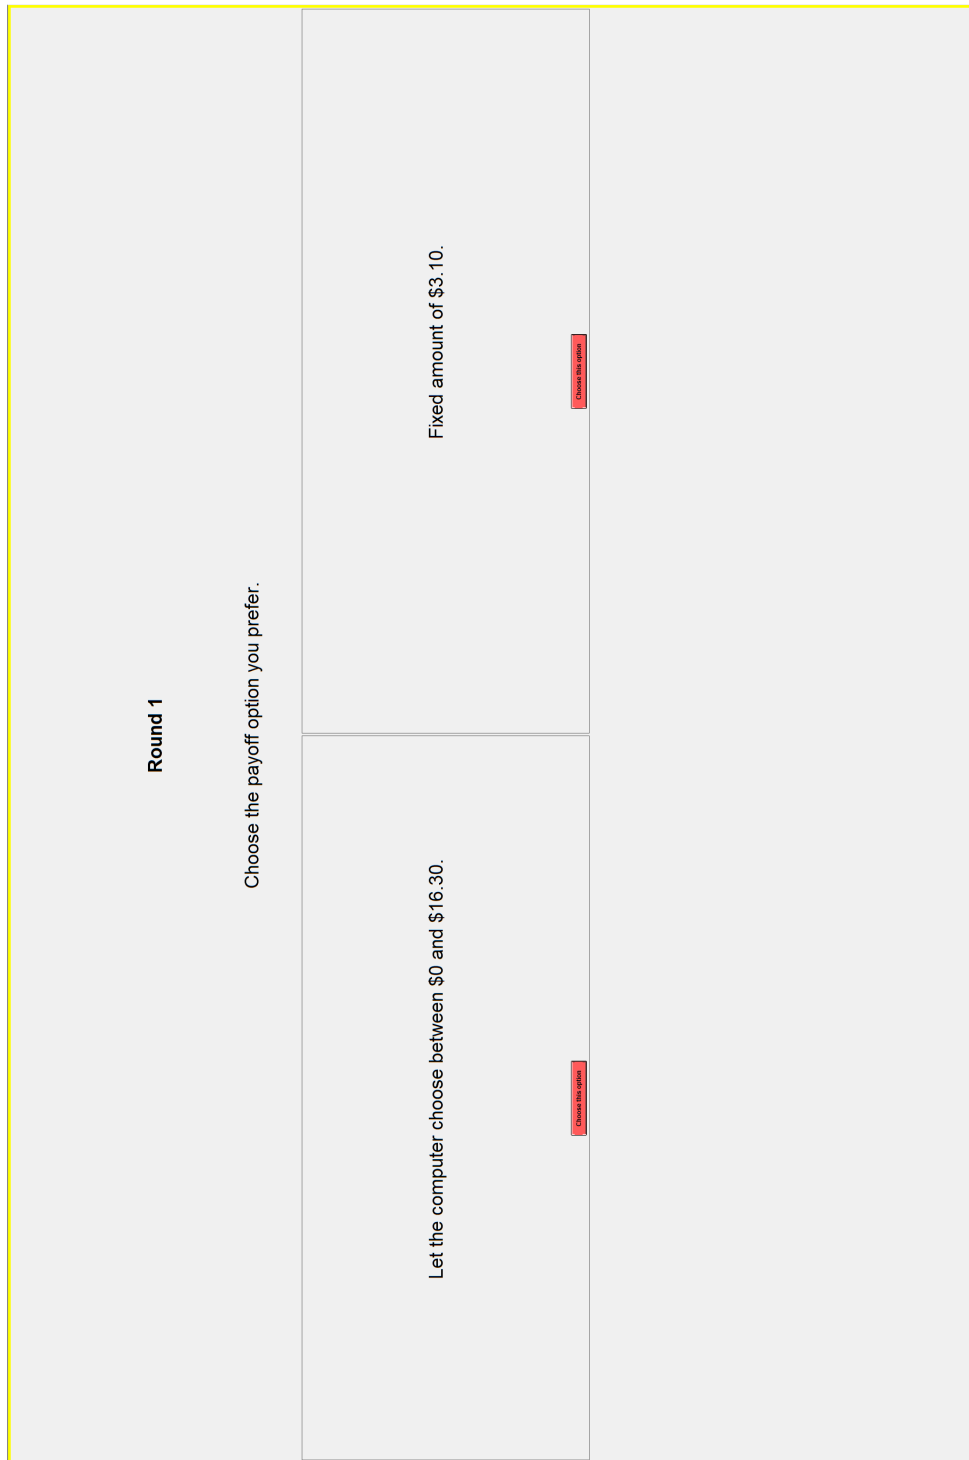 Round 1
Choose the payoff option you prefer.
Let the computer choose between $0 and $16.30.
Choose this option
Fixed amount of $3.10.
Choose this option